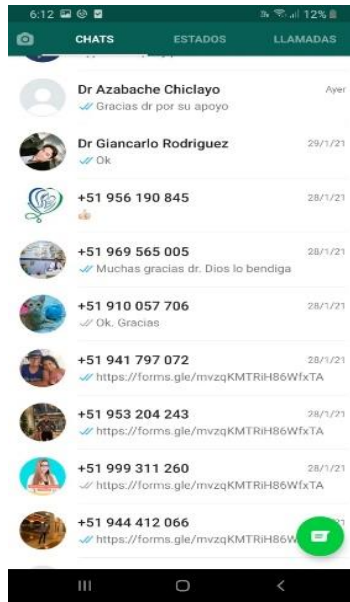 6:12
12%
CHATS
ESTADOS
LLAMADAS
Dr Azabache Chiclayo
Ayer
Gracias dr por su apoyo
Dr Giancarlo Rodriguez
29/1/21
Ok
+51 956 190 845
28/1/21
+51 969 565 005
28/1/21
Muchas gracias dr. Dios lo bendiga
+51 910 057 706
28/1/21
Ok. Gracias
+51 941 797 072
28/1/21
https://forms.gle/mvzqKMTRiH86WfxTA
+51 953 204 243
28/1/21
https://forms.gle/mvzqKMTRiH86WfxTA
+51 999 311 260
28/1/21
https://forms.gle/mvzqKMTRiH86WfxTA
+51 944 412 066
https://forms.gle/mvzqKMTRiH86W